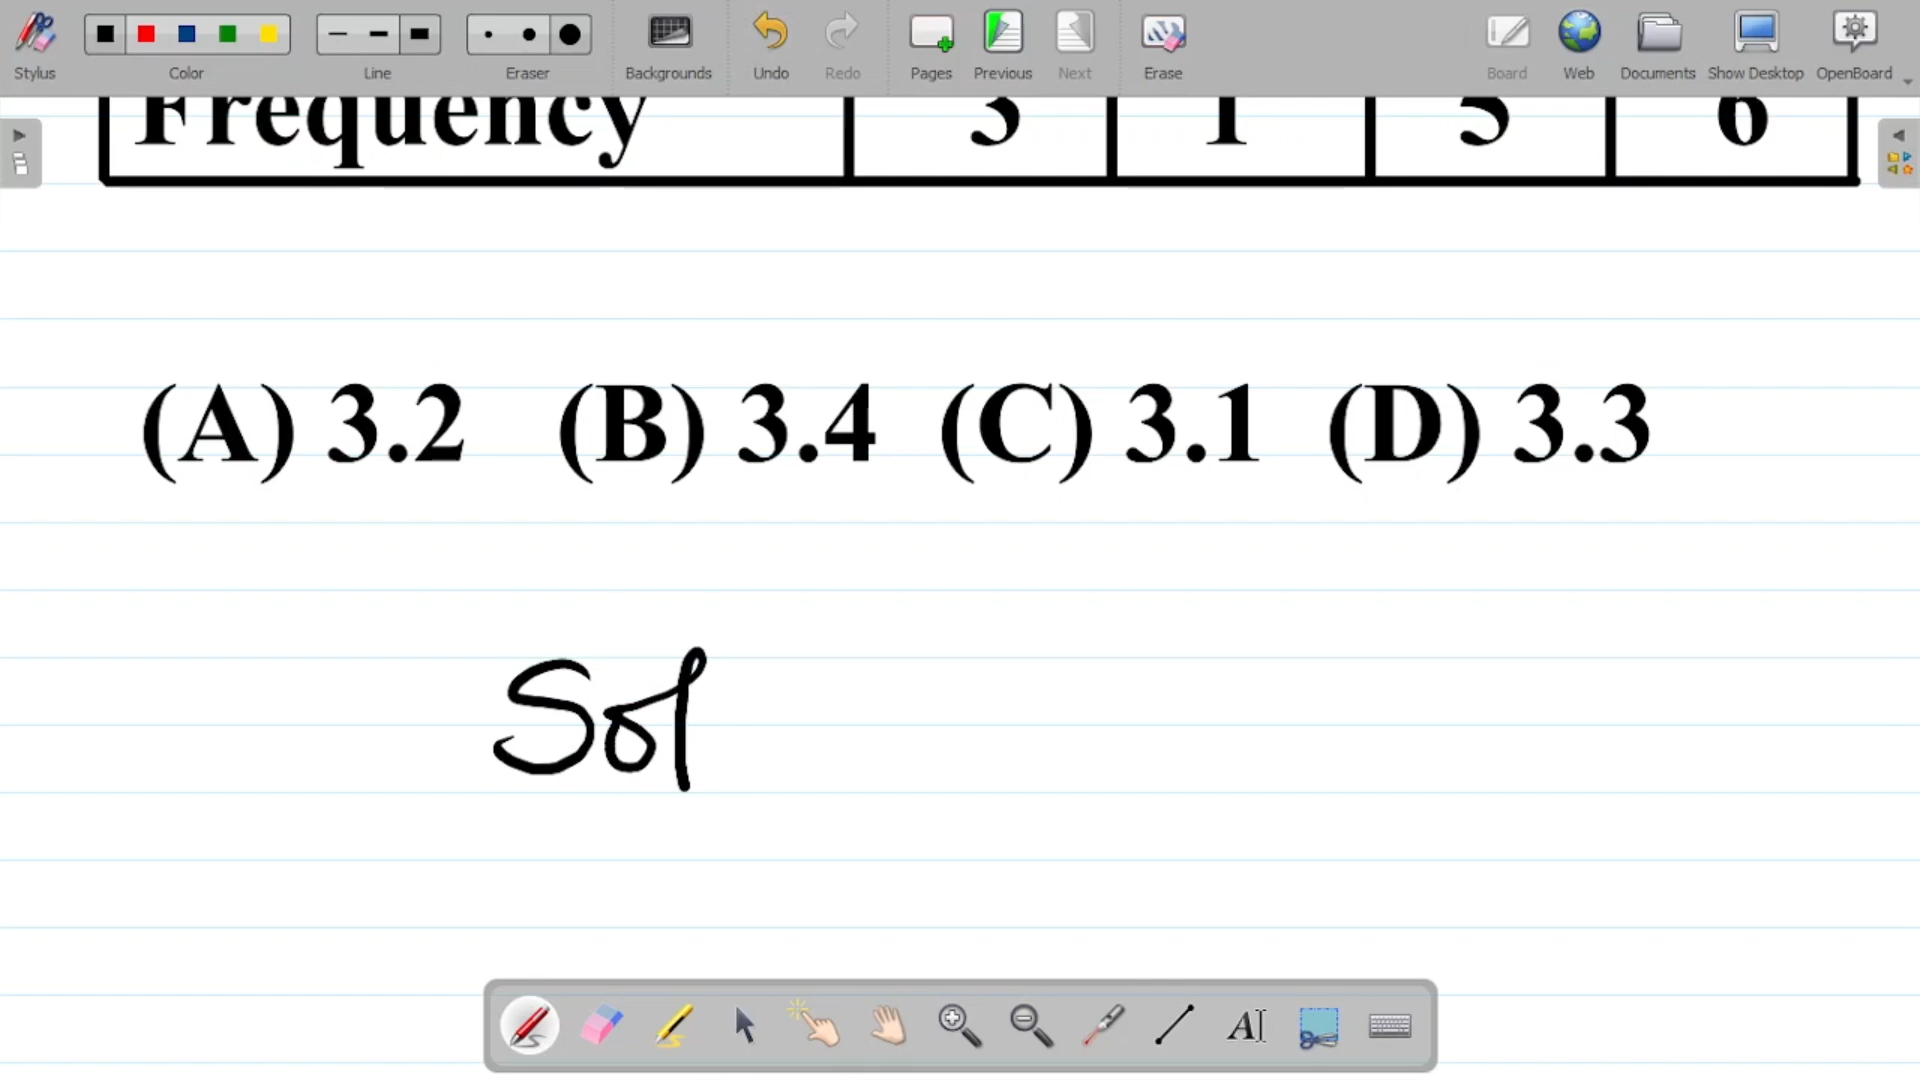 Stylus Color Line Eraser Backgrounds Undo Redo Pages Previous Next Erase Board Web Documents Show Desktop OpenBoard
Frequency 3 1 5 6
(A) 3.2 (B) 3.4 (C) 3.1 (D) 3.3
Sol